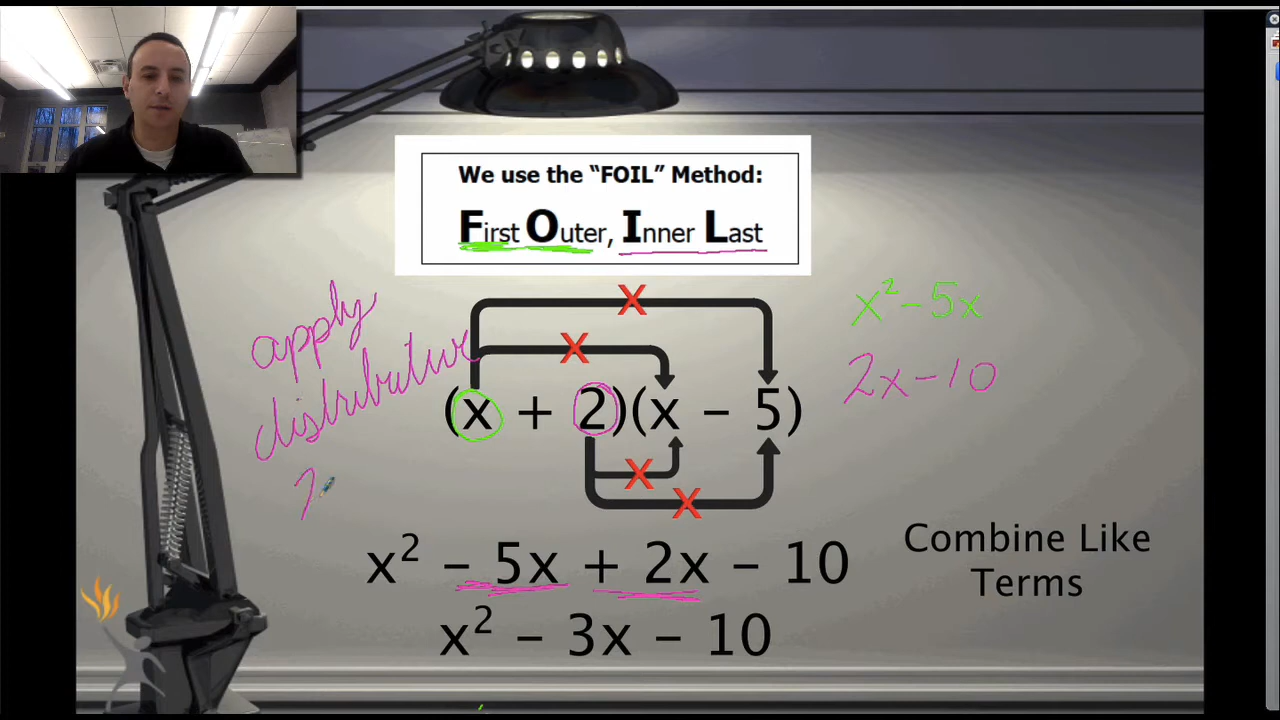 We use the “FOIL” Method:
First Outer, Inner Last
X
X
x² - 5x
2x - 10
apply
distributive
(x + 2)(x - 5)
X
X
x² - 5x + 2x - 10
x² - 3x - 10
Combine Like
Terms